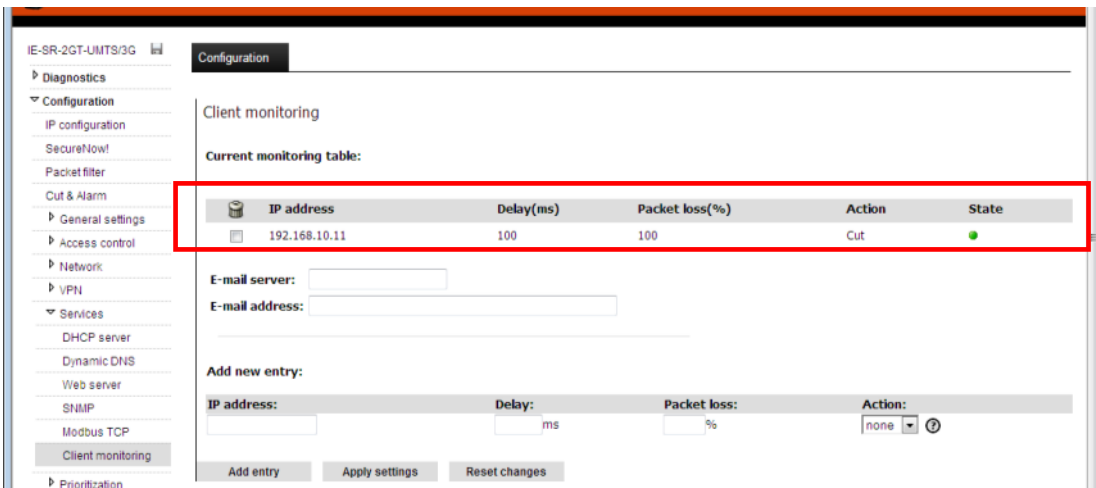 IE-SR-2GT-UMTS/3G
Diagnostics
Configuration
IP configuration
SecureNow!
Packet filter
Cut & Alarm
General settings
Access control
Network
VPN
Services
DHCP server
Dynamic DNS
Web server
SNMP
Modbus TCP
Client monitoring
Prioritization
Configuration
Client monitoring
Current monitoring table:
IP address Delay(ms) Packet loss(%) Action State
192.168.10.11 100 100 Cut
E-mail server:
E-mail address:
Add new entry:
IP address: Delay: Packet loss: Action:
ms % none ?
Add entry Apply settings Reset changes